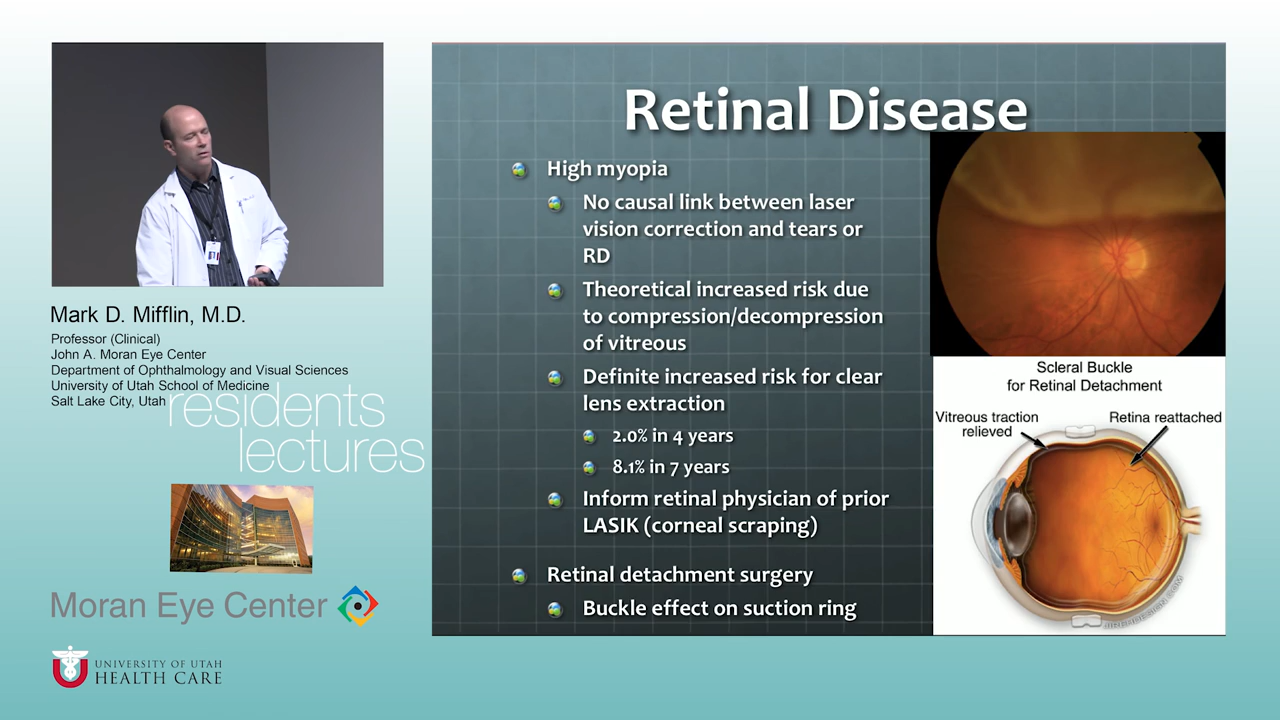 Retinal Disease
High myopia
No causal link between laser
vision correction and tears or
RD
Theoretical increased risk due
to compression/decompression
of vitreous
Definite increased risk for clear
lens extraction
2.0% in 4 years
8.1% in 7 years
Inform retinal physician of prior
LASIK (corneal scraping)
Retinal detachment surgery
Buckle effect on suction ring
Scleral Buckle
for Retinal Detachment
Vitreous traction
relieved
Retina reattached
Mark D. Mifflin, M.D.
Professor (Clinical)
John A. Moran Eye Center
Department of Ophthalmology and Visual Sciences
University of Utah School of Medicine
Salt Lake City, Utah
residents
lectures
Moran Eye Center
UNIVERSITY OF UTAH
HEALTH CARE